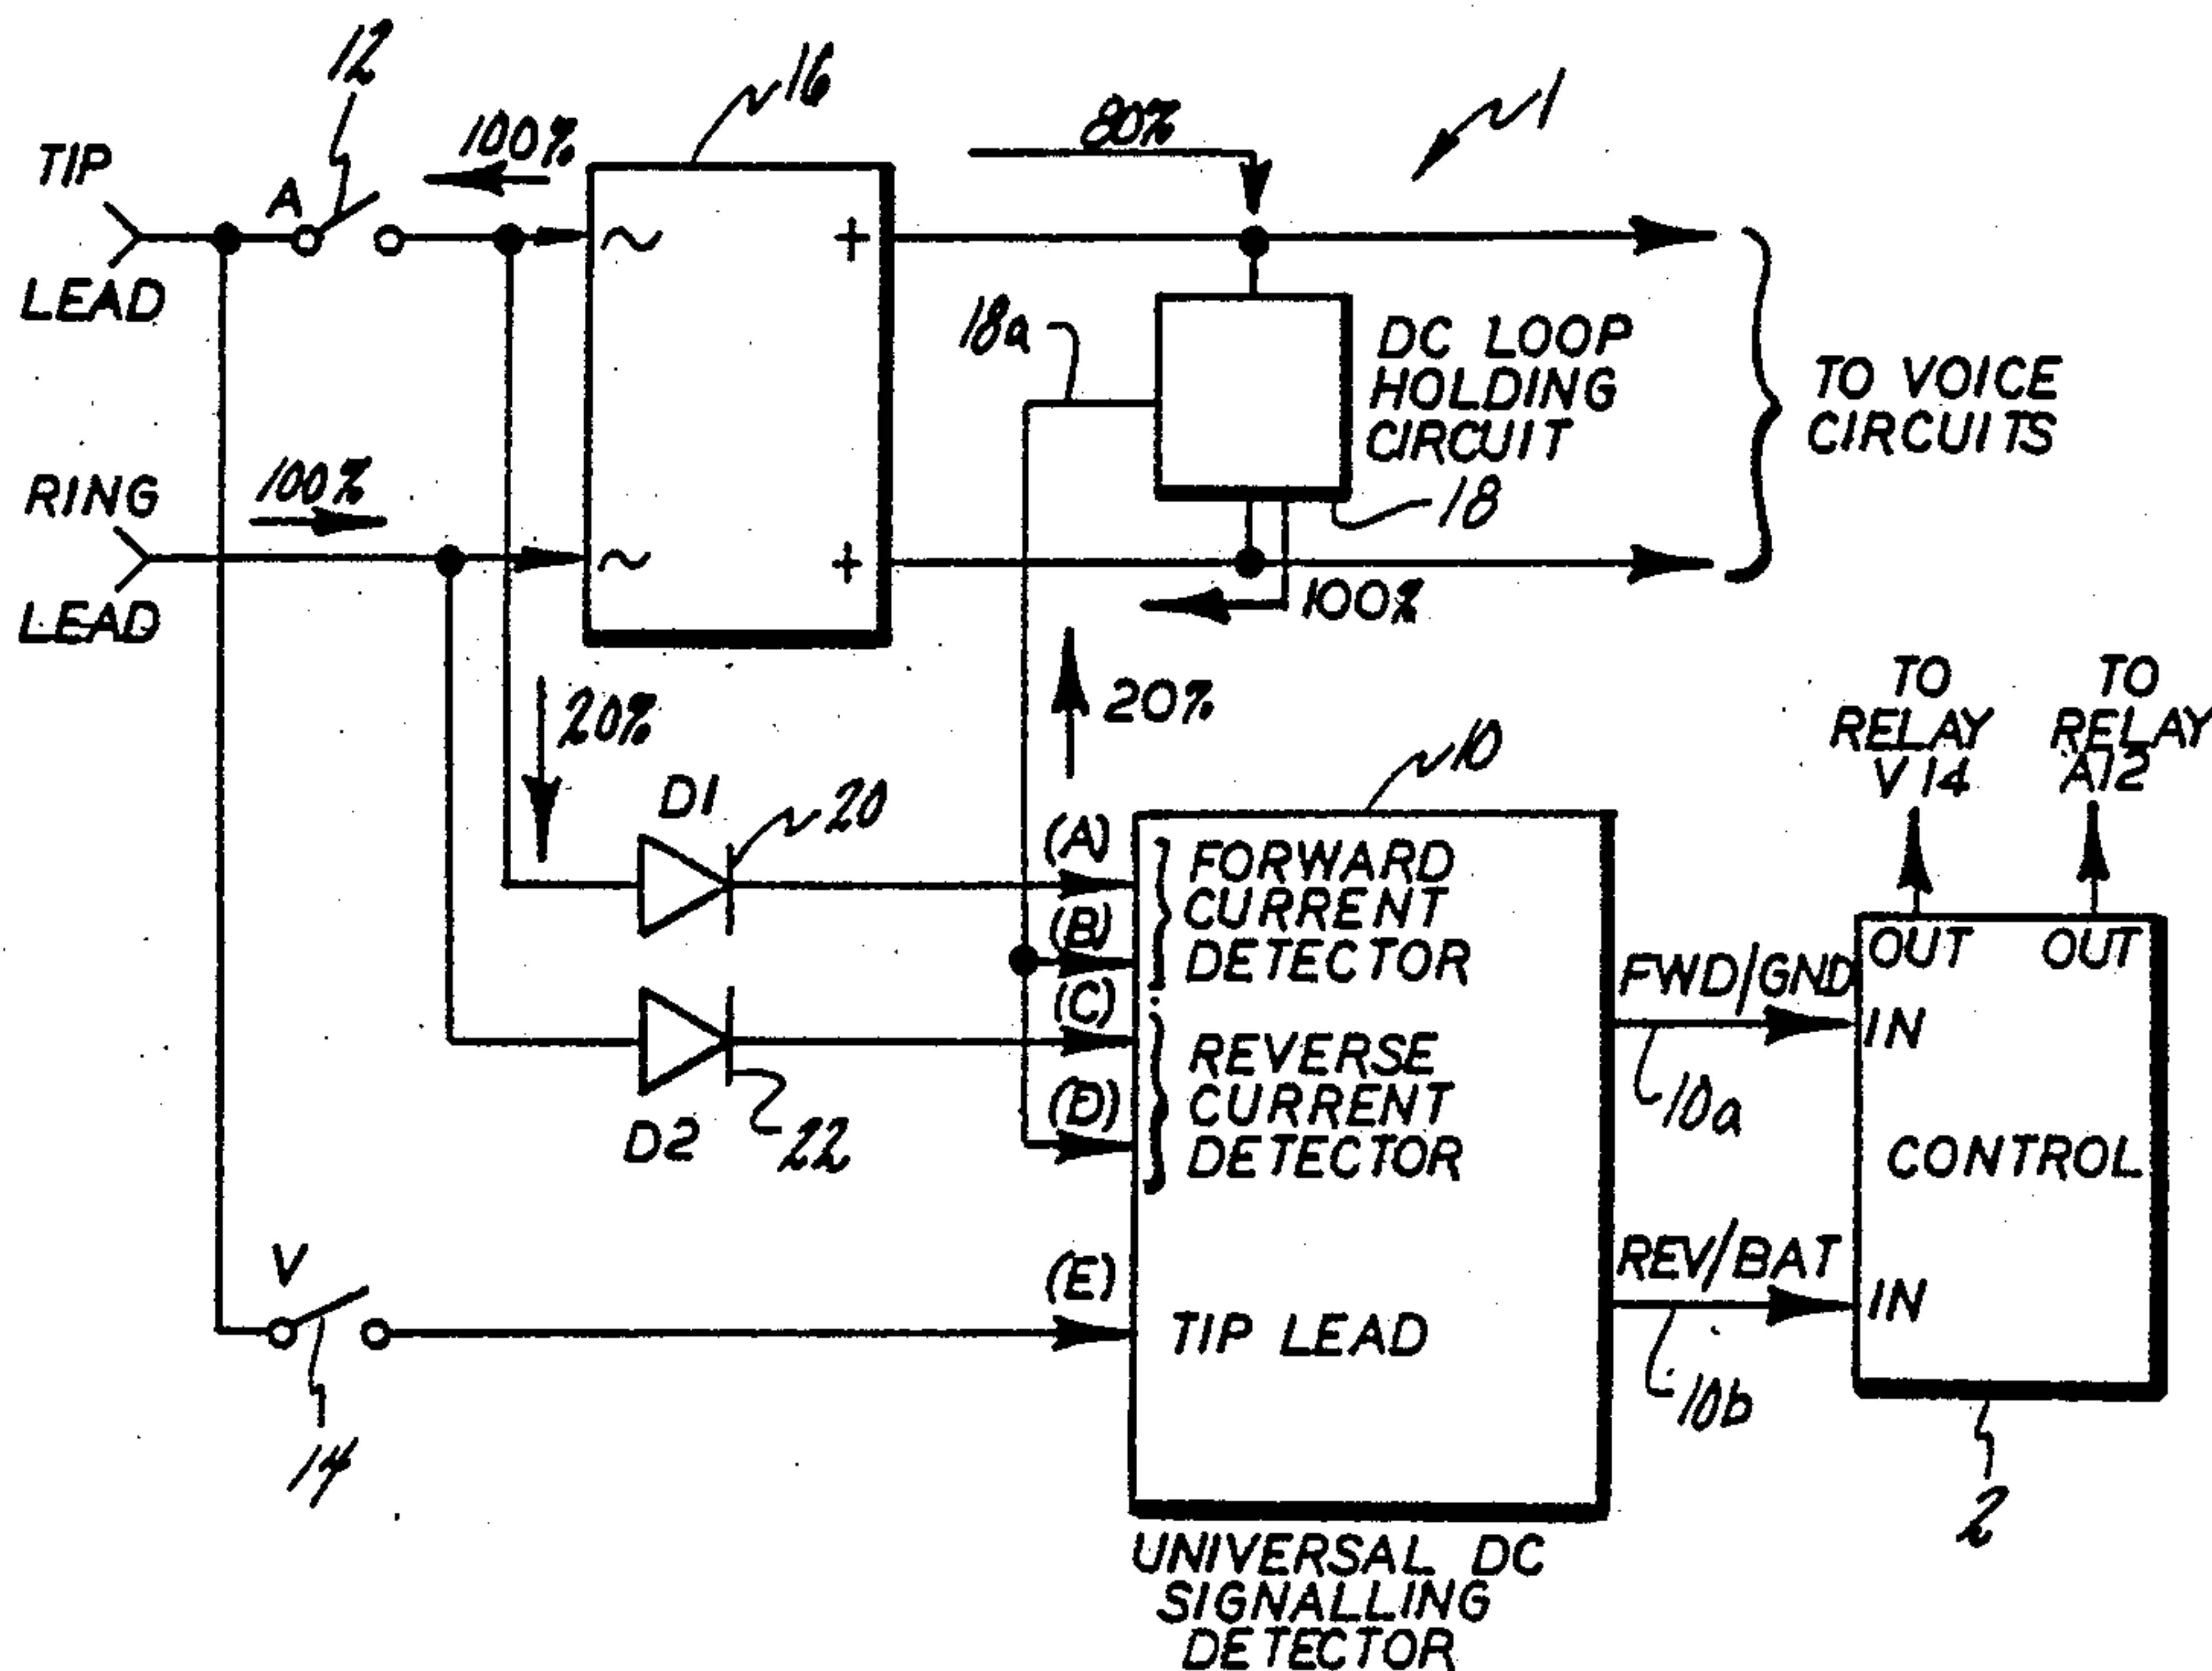 12
16
1
100%
80%
TIP
LEAD
A
~
+
18a
DC LOOP
HOLDING
CIRCUIT
TO VOICE
CIRCUITS
RING
LEAD
100%
~
+
18
100%
20%
20%
TO
RELAY
V14
TO
RELAY
A12
10
D1
20
(A)
FORWARD
CURRENT
DETECTOR
(B)
(C)
REVERSE
CURRENT
DETECTOR
(D)
D2
22
FWD/GND
OUT
OUT
IN
10a
CONTROL
REV/BAT
IN
10b
V
14
(E)
TIP LEAD
2
UNIVERSAL DC
SIGNALLING
DETECTOR